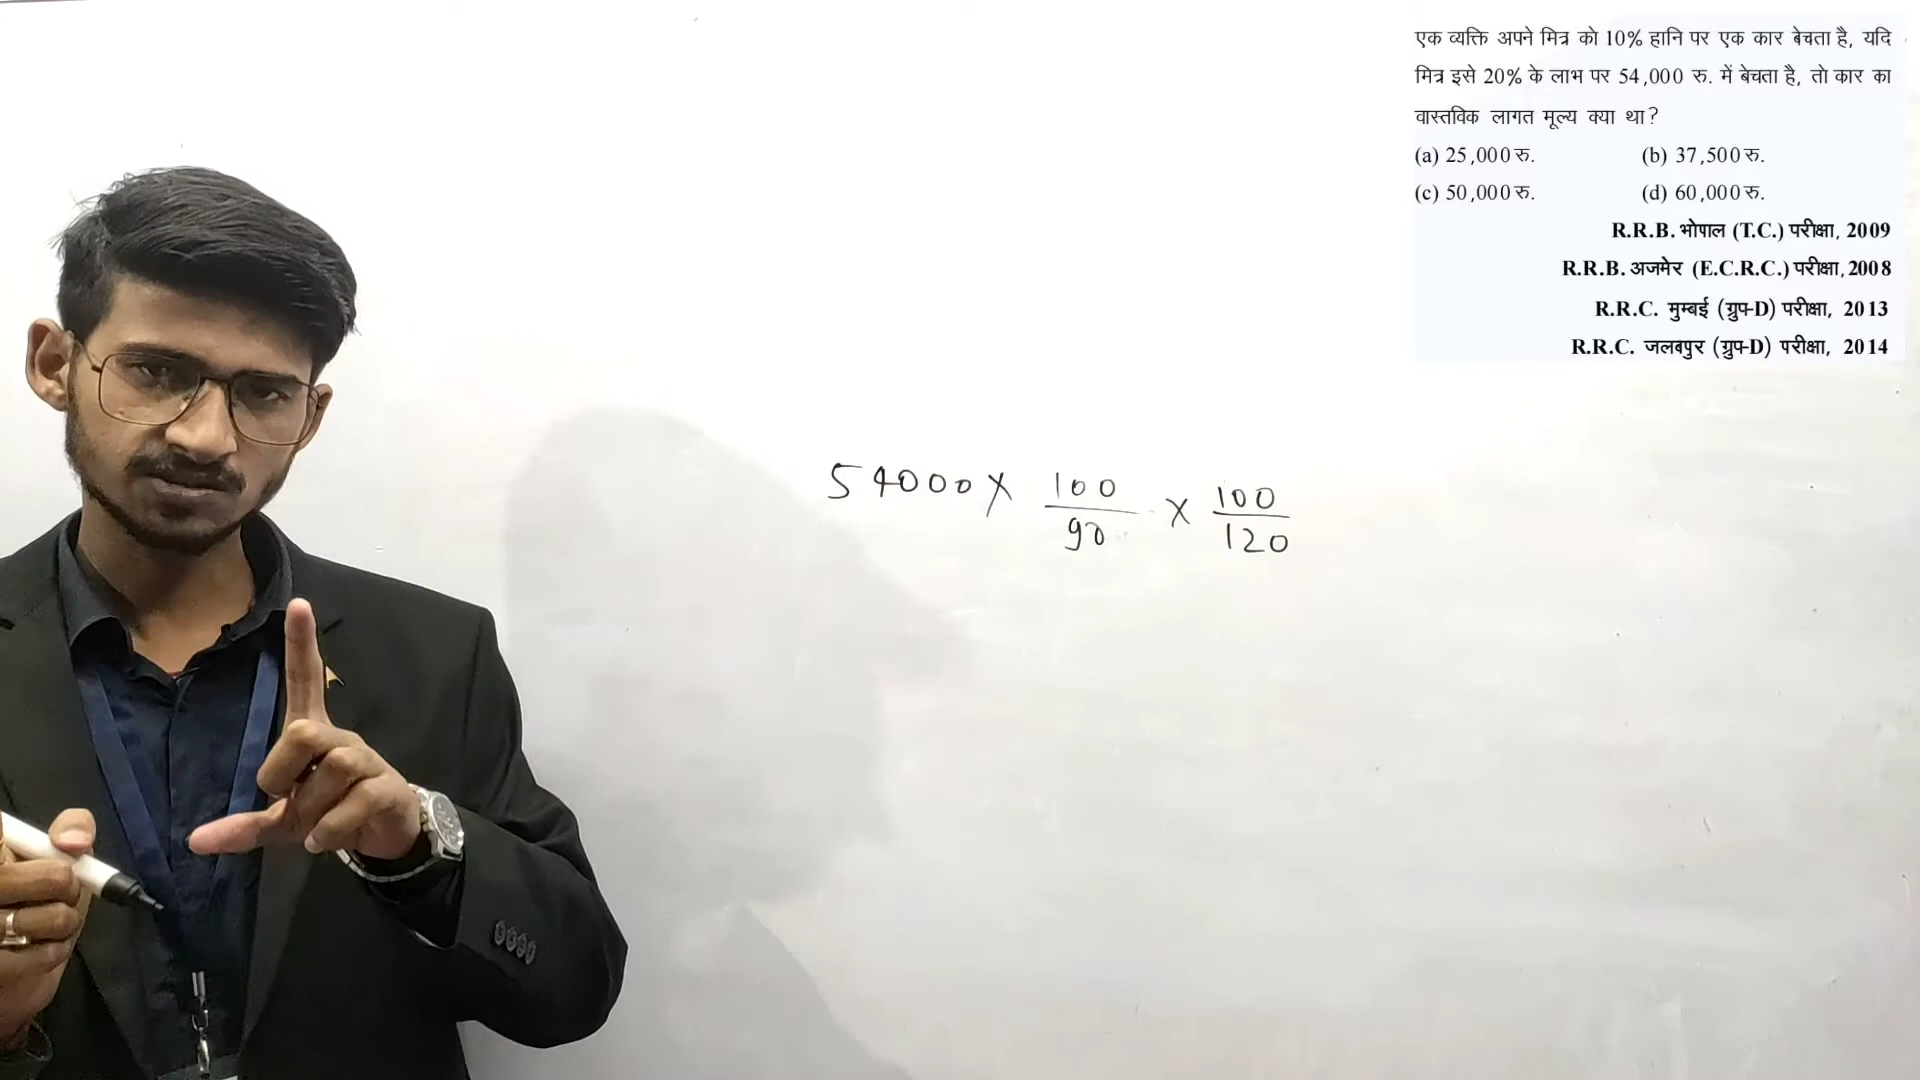 एक व्यक्ति अपने मित्र को 10% हानि पर एक कार बेचता है, यदि
मित्र इसे 20% के लाभ पर 54,000 रु. में बेचता है, तो कार का
वास्तविक लागत मूल्य क्या था?
(a) 25,000 रु. (b) 37,500 रु.
(c) 50,000 रु. (d) 60,000 रु.
R.R.B. भोपाल (T.C.) परीक्षा, 2009
R.R.B. अजमेर (E.C.R.C.) परीक्षा, 2008
R.R.C. मुम्बई (ग्रुप-D) परीक्षा, 2013
R.R.C. जलबपुर (ग्रुप-D) परीक्षा, 2014
54000 × 100/90 × 100/120